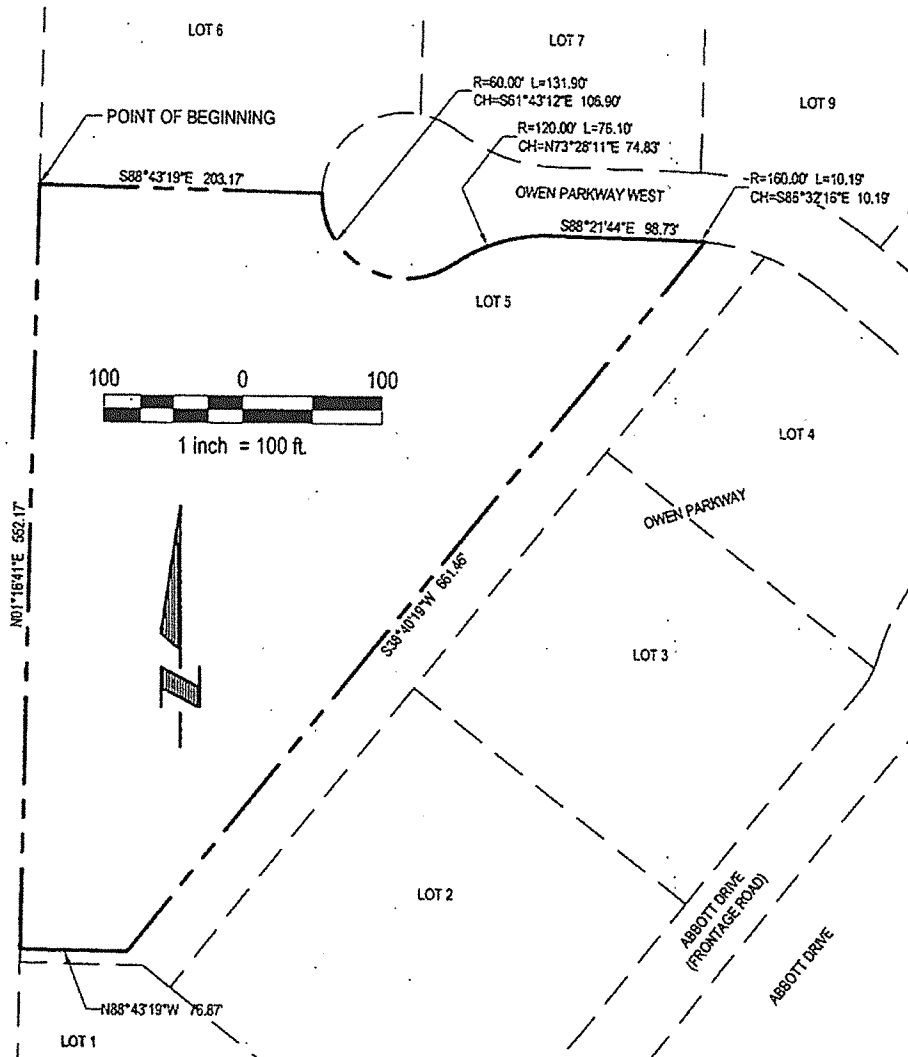 LOT 6
LOT 7
R=60.00' L=131.90'
CH=S61°43'12"E 106.90'
LOT 9
POINT OF BEGINNING
R=120.00' L=76.10'
CH=N73°28'11"E 74.83'
S88°43'19"E 203.17'
R=160.00' L=10.19'
CH=S86°32'16"E 10.19'
OWEN PARKWAY WEST
S88°21'44"E 98.73'
LOT 5
100 0 100
1 inch = 100 ft.
LOT 4
OWEN PARKWAY
N01°16'41"E 552.17'
S38°40'19"W 661.46'
LOT 3
LOT 2
ABBOTT DRIVE
(FRONTAGE ROAD)
ABBOTT DRIVE
N88°43'19"W 76.87'
LOT 1